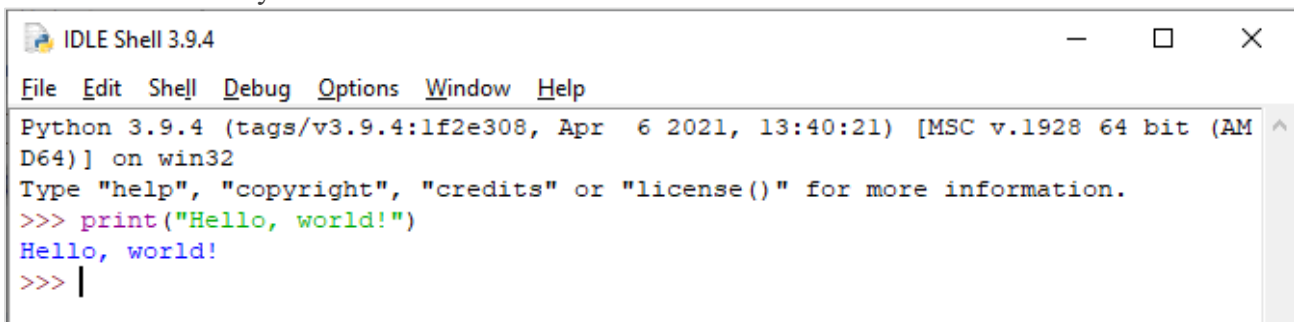 IDLE Shell 3.9.4
File Edit Shell Debug Options Window Help
Python 3.9.4 (tags/v3.9.4:1f2e308, Apr  6 2021, 13:40:21) [MSC v.1928 64 bit (AM
D64)] on win32
Type "help", "copyright", "credits" or "license()" for more information.
>>> print("Hello, world!")
Hello, world!
>>>